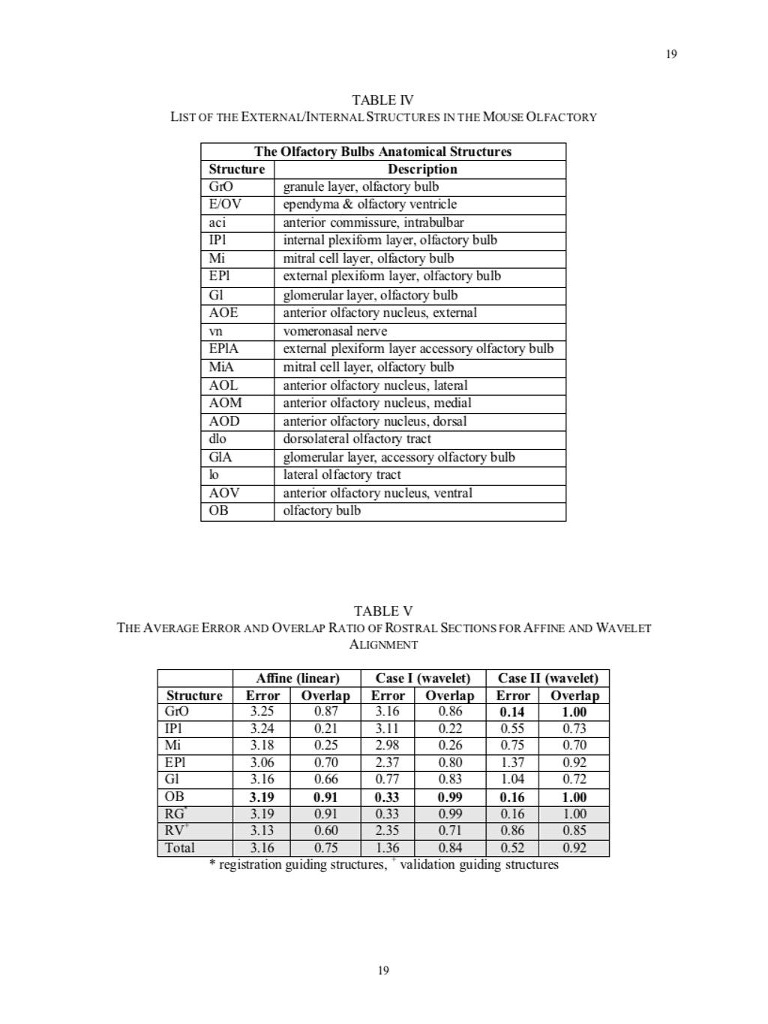 19
TABLE IV
LIST OF THE EXTERNAL/INTERNAL STRUCTURES IN THE MOUSE OLFACTORY
The Olfactory Bulbs Anatomical Structures
Structure Description
GrO granule layer, olfactory bulb
E/OV ependyma & olfactory ventricle
aci anterior commissure, intrabulbar
IPl internal plexiform layer, olfactory bulb
Mi mitral cell layer, olfactory bulb
EPl external plexiform layer, olfactory bulb
Gl glomerular layer, olfactory bulb
AOE anterior olfactory nucleus, external
vn vomeronasal nerve
EPlA external plexiform layer accessory olfactory bulb
MiA mitral cell layer, olfactory bulb
AOL anterior olfactory nucleus, lateral
AOM anterior olfactory nucleus, medial
AOD anterior olfactory nucleus, dorsal
dlo dorsolateral olfactory tract
GlA glomerular layer, accessory olfactory bulb
lo lateral olfactory tract
AOV anterior olfactory nucleus, ventral
OB olfactory bulb
TABLE V
THE AVERAGE ERROR AND OVERLAP RATIO OF ROSTRAL SECTIONS FOR AFFINE AND WAVELET
ALIGNMENT
Affine (linear) Case I (wavelet) Case II (wavelet)
Structure Error Overlap Error Overlap Error Overlap
GrO 3.25 0.87 3.16 0.86 0.14 1.00
IPl 3.24 0.21 3.11 0.22 0.55 0.73
Mi 3.18 0.25 2.98 0.26 0.75 0.70
EPl 3.06 0.70 2.37 0.80 1.37 0.92
Gl 3.16 0.66 0.77 0.83 1.04 0.72
OB 3.19 0.91 0.33 0.99 0.16 1.00
RG* 3.19 0.91 0.33 0.99 0.16 1.00
RV+ 3.13 0.60 2.35 0.71 0.86 0.85
Total 3.16 0.75 1.36 0.84 0.52 0.92
* registration guiding structures, + validation guiding structures
19